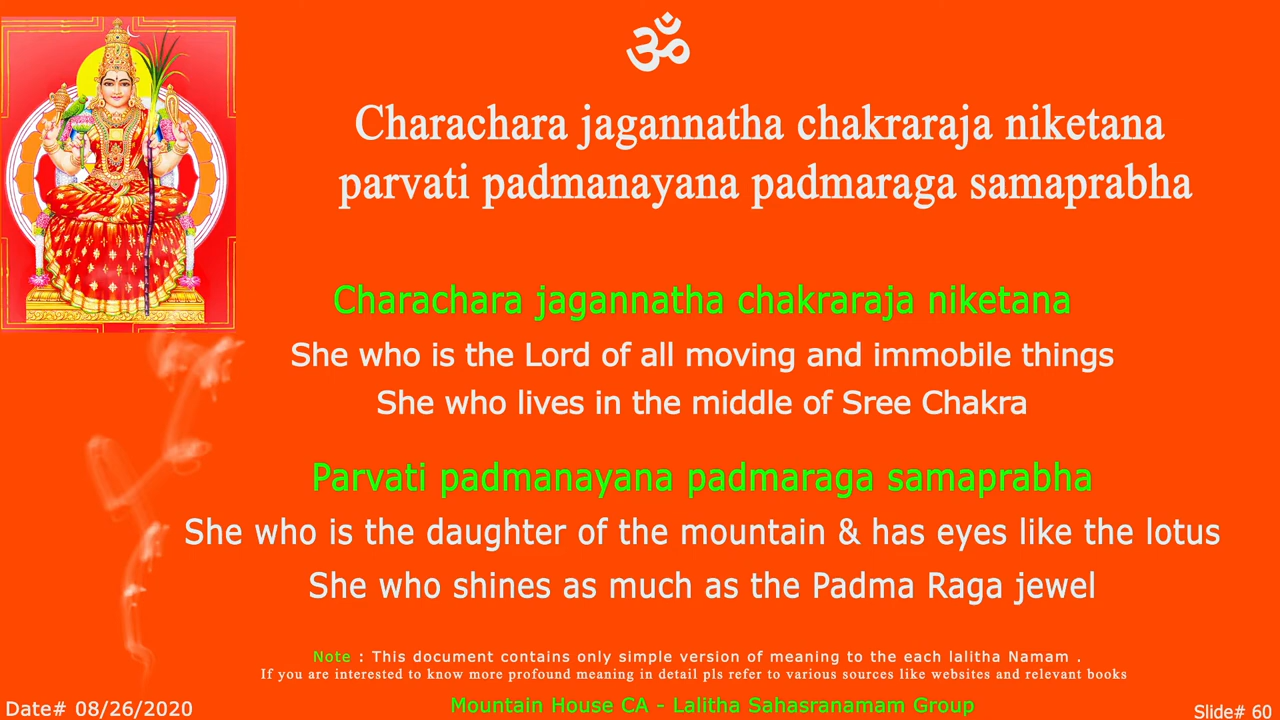 ॐ
Charachara jagannatha chakraraja niketana
parvati padmanayana padmaraga samaprabha
Charachara jagannatha chakraraja niketana
She who is the Lord of all moving and immobile things
She who lives in the middle of Sree Chakra
Parvati padmanayana padmaraga samaprabha
She who is the daughter of the mountain & has eyes like the lotus
She who shines as much as the Padma Raga jewel
Note : This document contains only simple version of meaning to the each lalitha Namam .
If you are interested to know more profound meaning in detail pls refer to various sources like websites and relevant books
Date# 08/26/2020
Mountain House CA - Lalitha Sahasranamam Group
Slide# 60